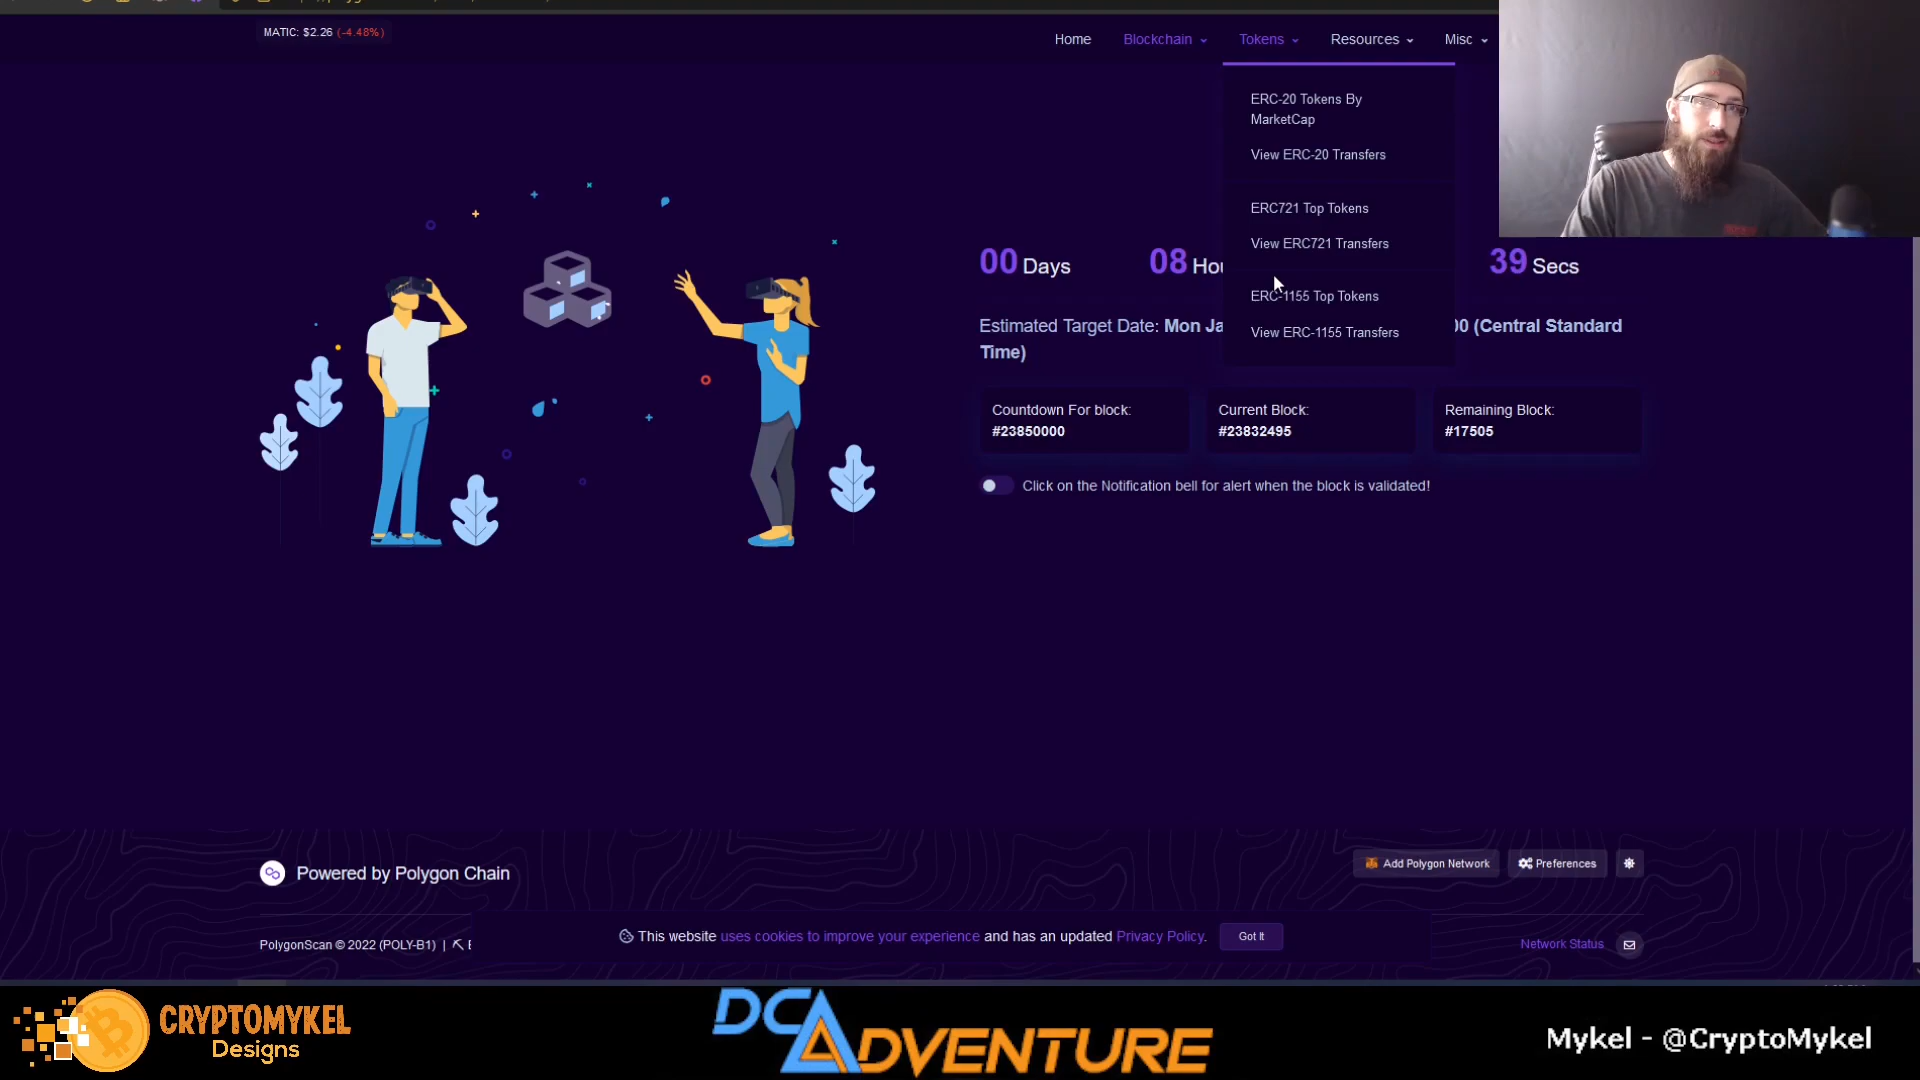 MATIC: $2.26 (-4.48%)
Home
Blockchain
Tokens
Resources
Misc
ERC-20 Tokens By
MarketCap
View ERC-20 Transfers
ERC721 Top Tokens
View ERC721 Transfers
ERC-1155 Top Tokens
View ERC-1155 Transfers
00 Days
08 Hou
39 Secs
Estimated Target Date: Mon Ja
00 (Central Standard
Time)
Countdown For block:
#23850000
Current Block:
#23832495
Remaining Block:
#17505
Click on the Notification bell for alert when the block is validated!
Powered by Polygon Chain
Add Polygon Network
Preferences
PolygonScan © 2022 (POLY-B1) |
This website uses cookies to improve your experience and has an updated Privacy Policy.
Got It
Network Status
CRYPTOMYKEL
Designs
DCADVENTURE
Mykel - @CryptoMykel